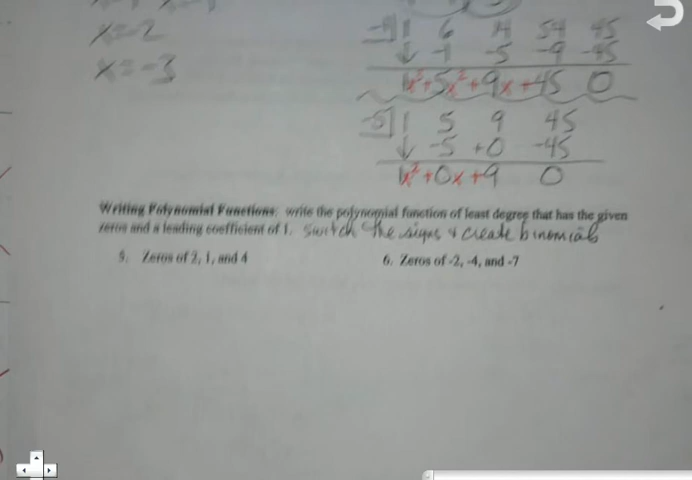 x = 2
x = -3
-1| 1 6 14 54 45
↓ -1 -5 -9 -45
1x³+5x²+9x+45 0
-5| 1 5 9 45
↓ -5 +0 -45
1x²+0x+9 0
Writing Polynomial Functions: write the polynomial function of least degree that has the given
zeros and a leading coefficient of 1. Switch the signs & create binomials
5. Zeros of 2, 1, and 4
6. Zeros of -2, -4, and -7